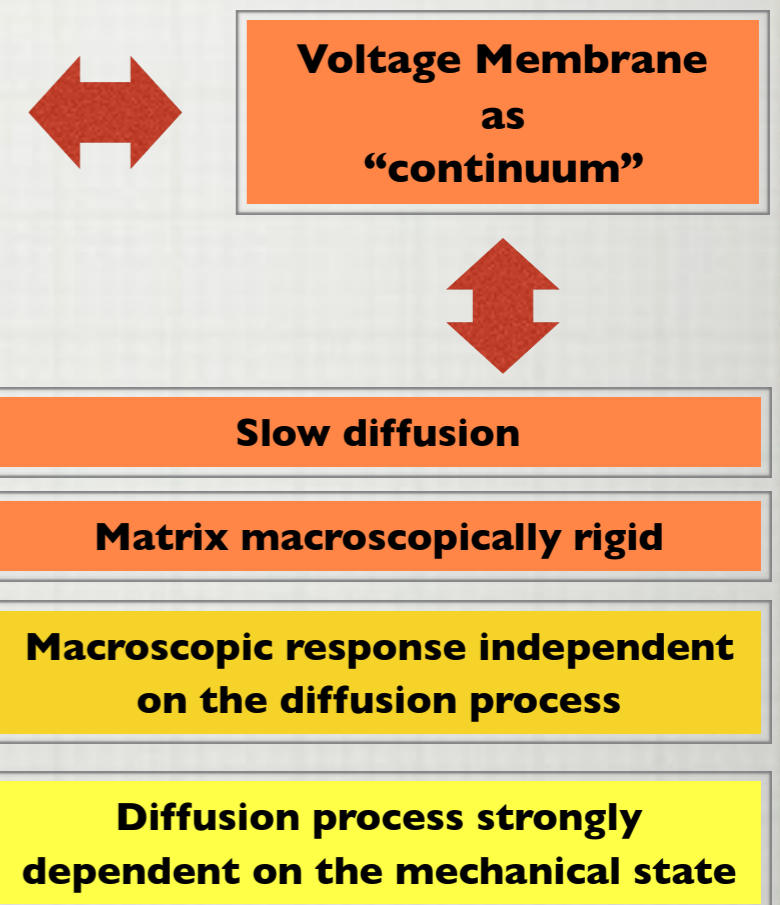 Voltage Membrane
as
“continuum”
Slow diffusion
Matrix macroscopically rigid
Macroscopic response independent
on the diffusion process
Diffusion process strongly
dependent on the mechanical state